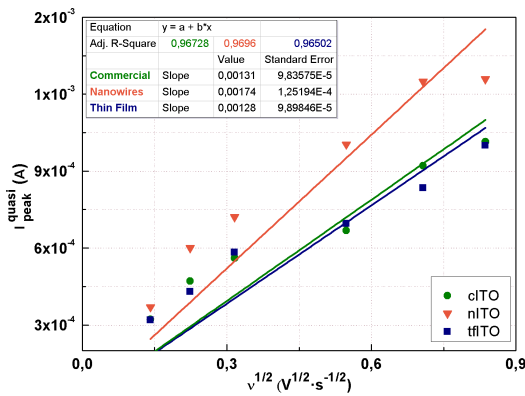 Equation y = a + b*x
Adj. R-Square 0,96728 0,9696 0,96502
Value Standard Error
Commercial Slope 0,00131 9,83575E-5
Nanowires Slope 0,00174 1,25194E-4
Thin Film Slope 0,00128 9,89846E-5
2x10⁻³
1x10⁻³
9x10⁻⁴
6x10⁻⁴
3x10⁻⁴
I quasi peak (A)
cITO
nITO
tfITO
0,0 0,3 0,6 0,9
ν^1/2 (V^1/2·s^-1/2)